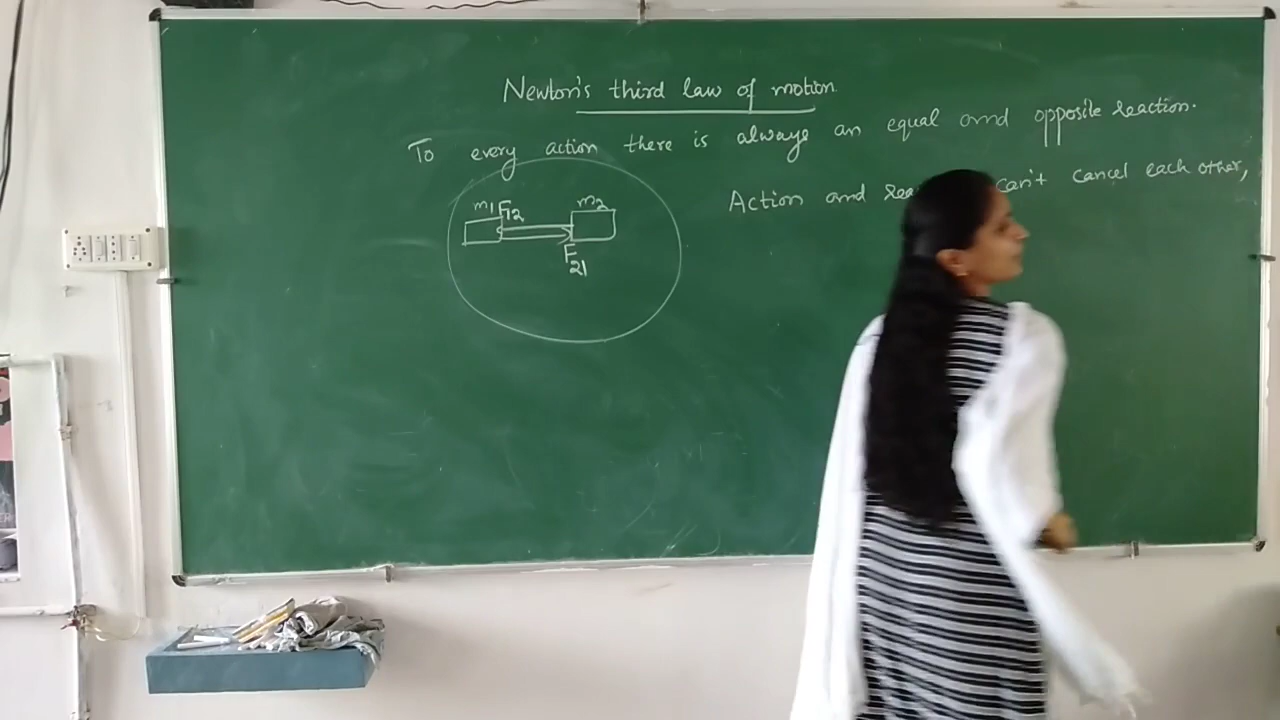 Newton's third law of motion
To every action there is always an equal and opposite reaction.
Action and can't cancel each other,
m1 F12 m2
F21